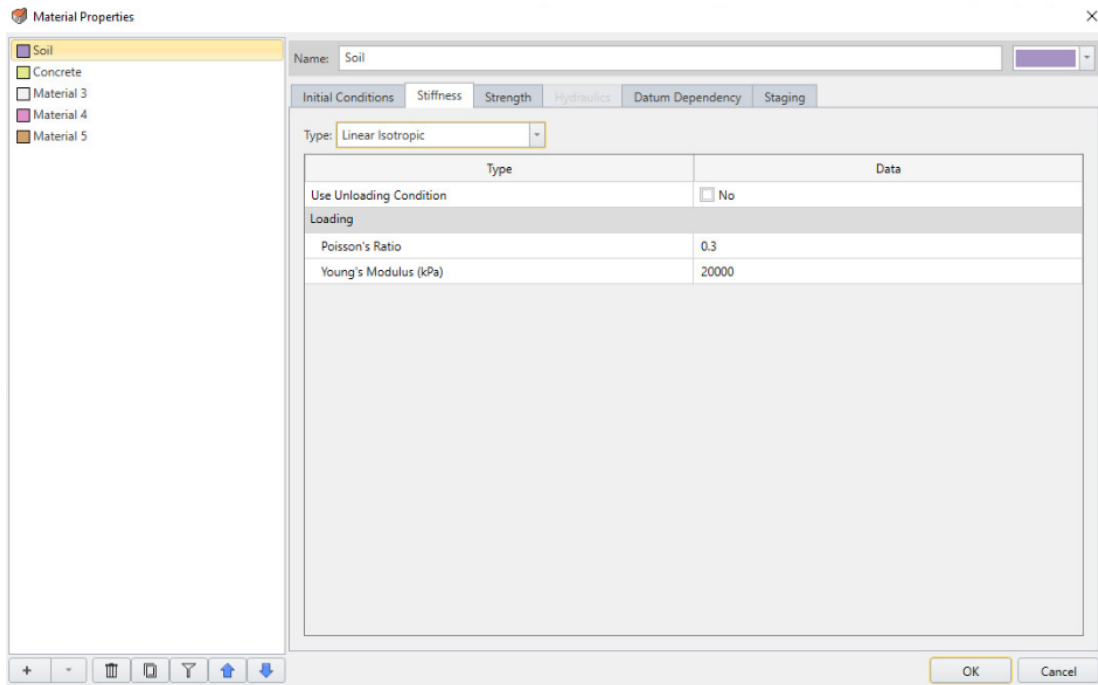 Material Properties
Soil
Concrete
Material 3
Material 4
Material 5
Name: Soil
Initial Conditions Stiffness Strength Hydraulics Datum Dependency Staging
Type: Linear Isotropic
Type Data
Use Unloading Condition No
Loading
Poisson's Ratio 0.3
Young's Modulus (kPa) 20000
OK Cancel